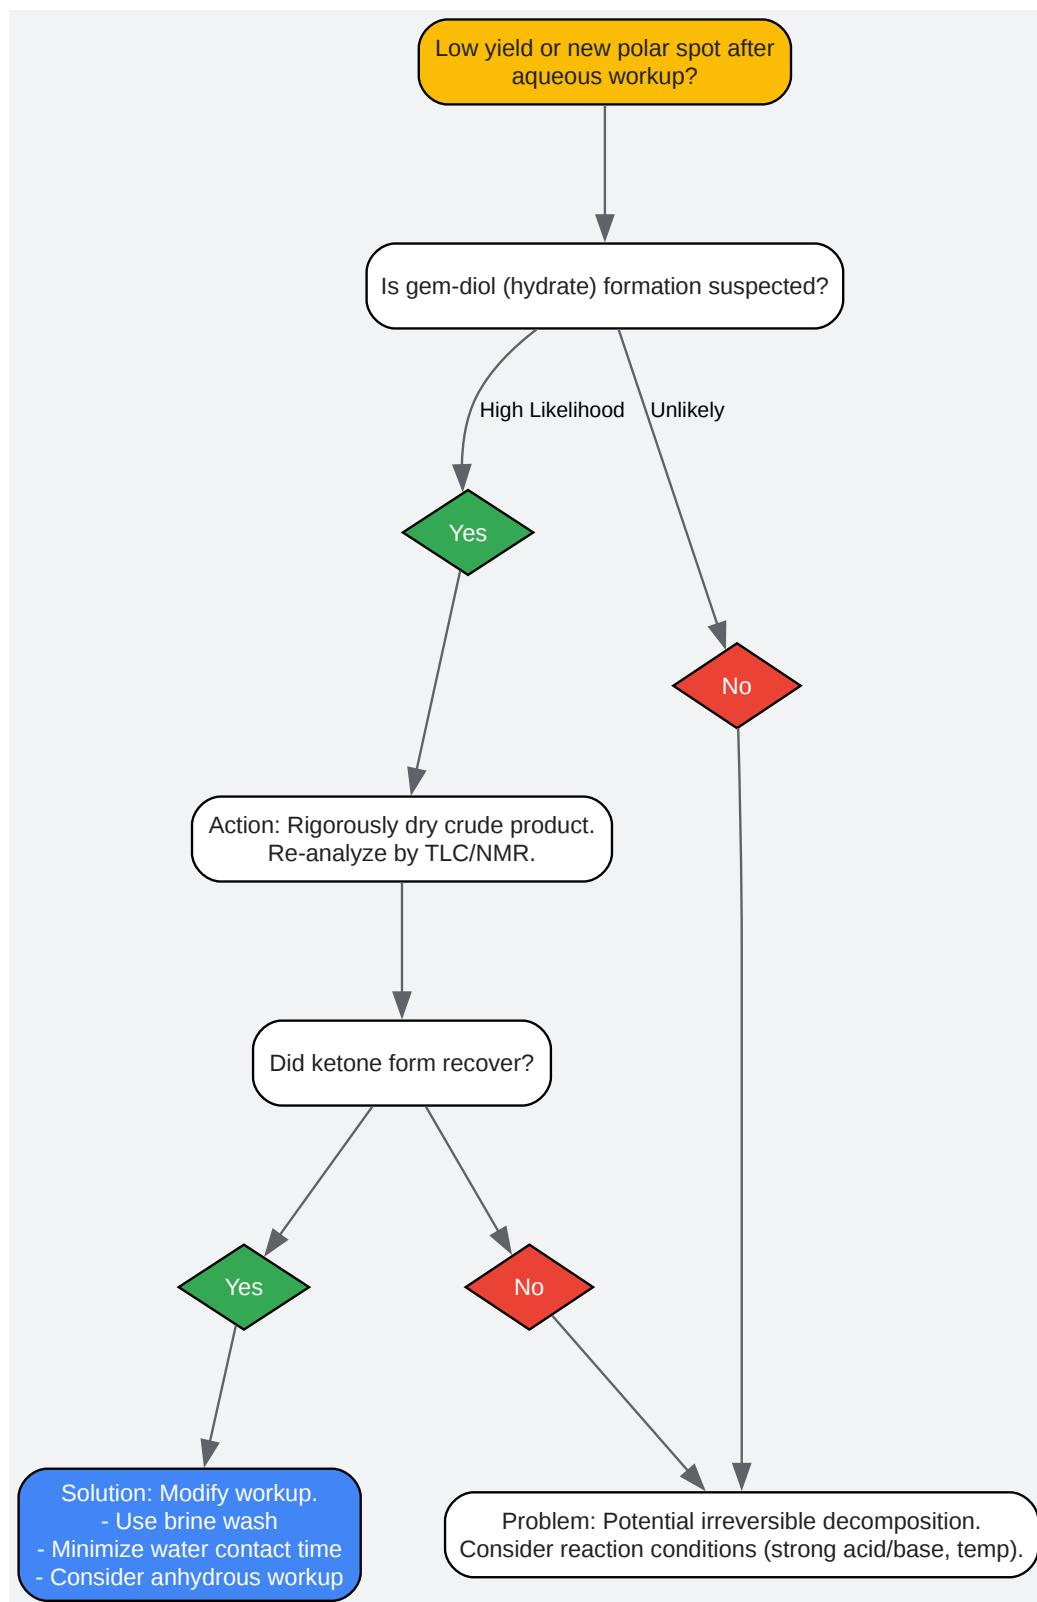 Low yield or new polar spot after
aqueous workup?
Is gem-diol (hydrate) formation suspected?
High Likelihood
Unlikely
Yes
No
Action: Rigorously dry crude product.
Re-analyze by TLC/NMR.
Did ketone form recover?
Yes
No
Solution: Modify workup.
- Use brine wash
- Minimize water contact time
- Consider anhydrous workup
Problem: Potential irreversible decomposition.
Consider reaction conditions (strong acid/base, temp).